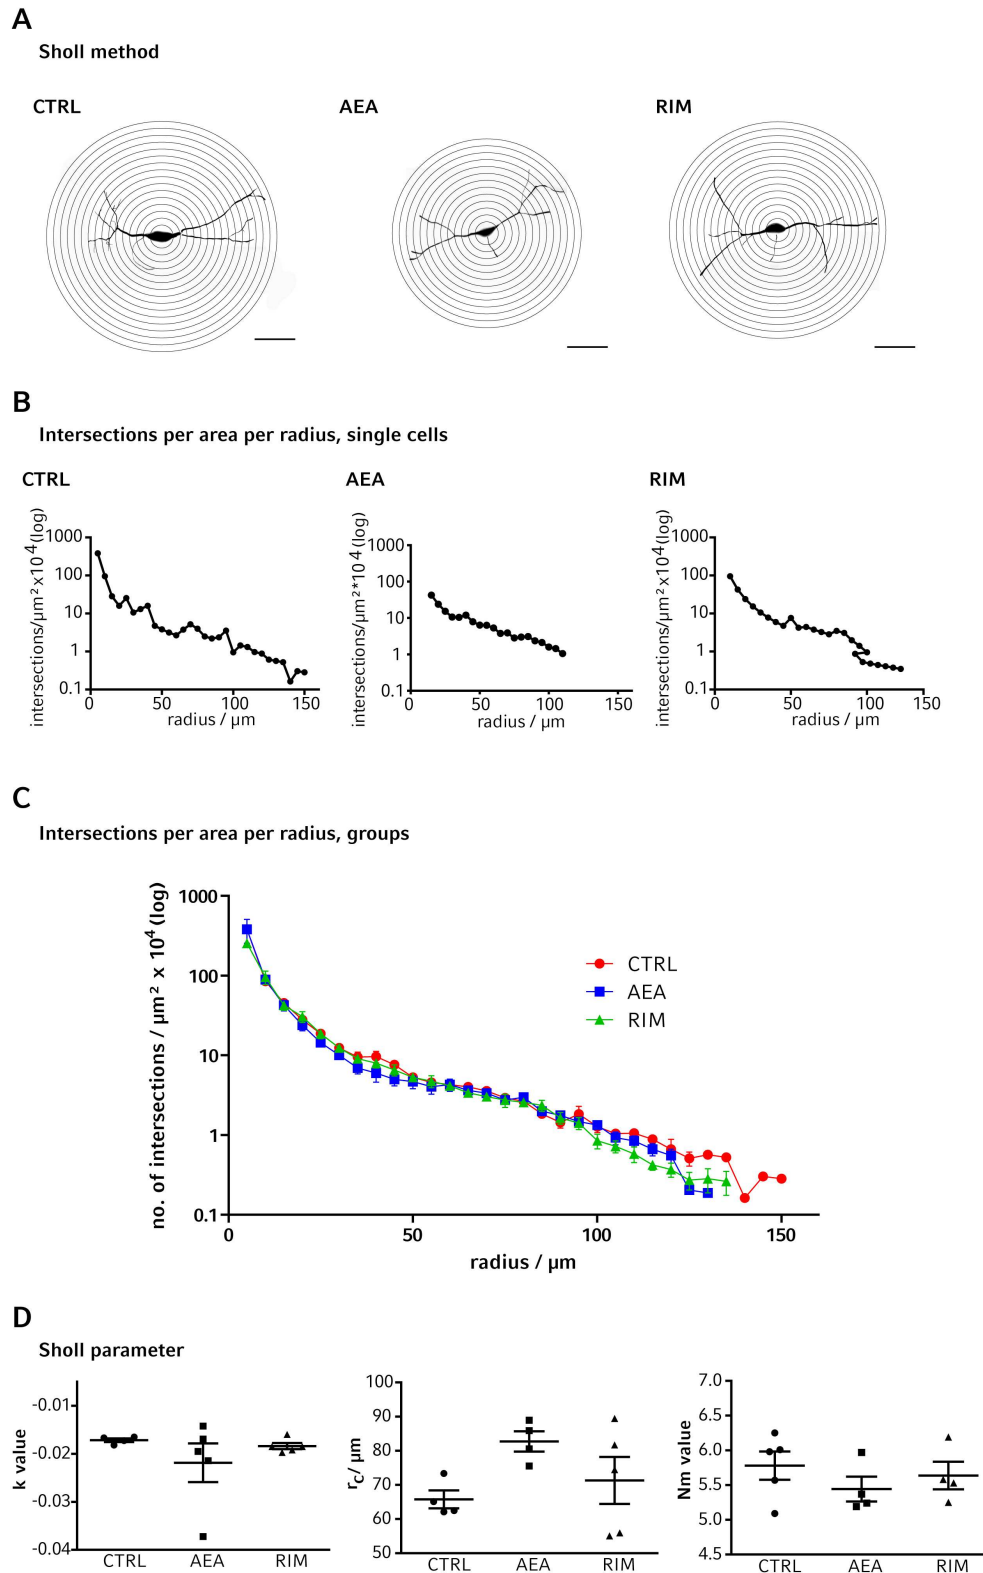 A
Sholl method
CTRL AEA RIM
B
Intersections per area per radius, single cells
CTRL AEA RIM
intersections/µm² x10⁴ (log)
1000
100
10
1
0.1
0 50 100 150
radius / µm
intersections/µm²*10⁴ (log)
1000
100
10
1
0.1
0 50 100 150
radius / µm
intersections/µm² x10⁴ (log)
1000
100
10
1
0.1
0 50 100 150
radius / µm
C
Intersections per area per radius, groups
no. of intersections / µm² x 10⁴ (log)
1000
100
10
1
0.1
0 50 100 150
radius / µm
CTRL
AEA
RIM
D
Sholl parameter
k value
-0.01
-0.02
-0.03
-0.04
CTRL AEA RIM
rC/ µm
100
90
80
70
60
50
CTRL AEA RIM
Nm value
7.0
6.5
6.0
5.5
5.0
4.5
CTRL AEA RIM